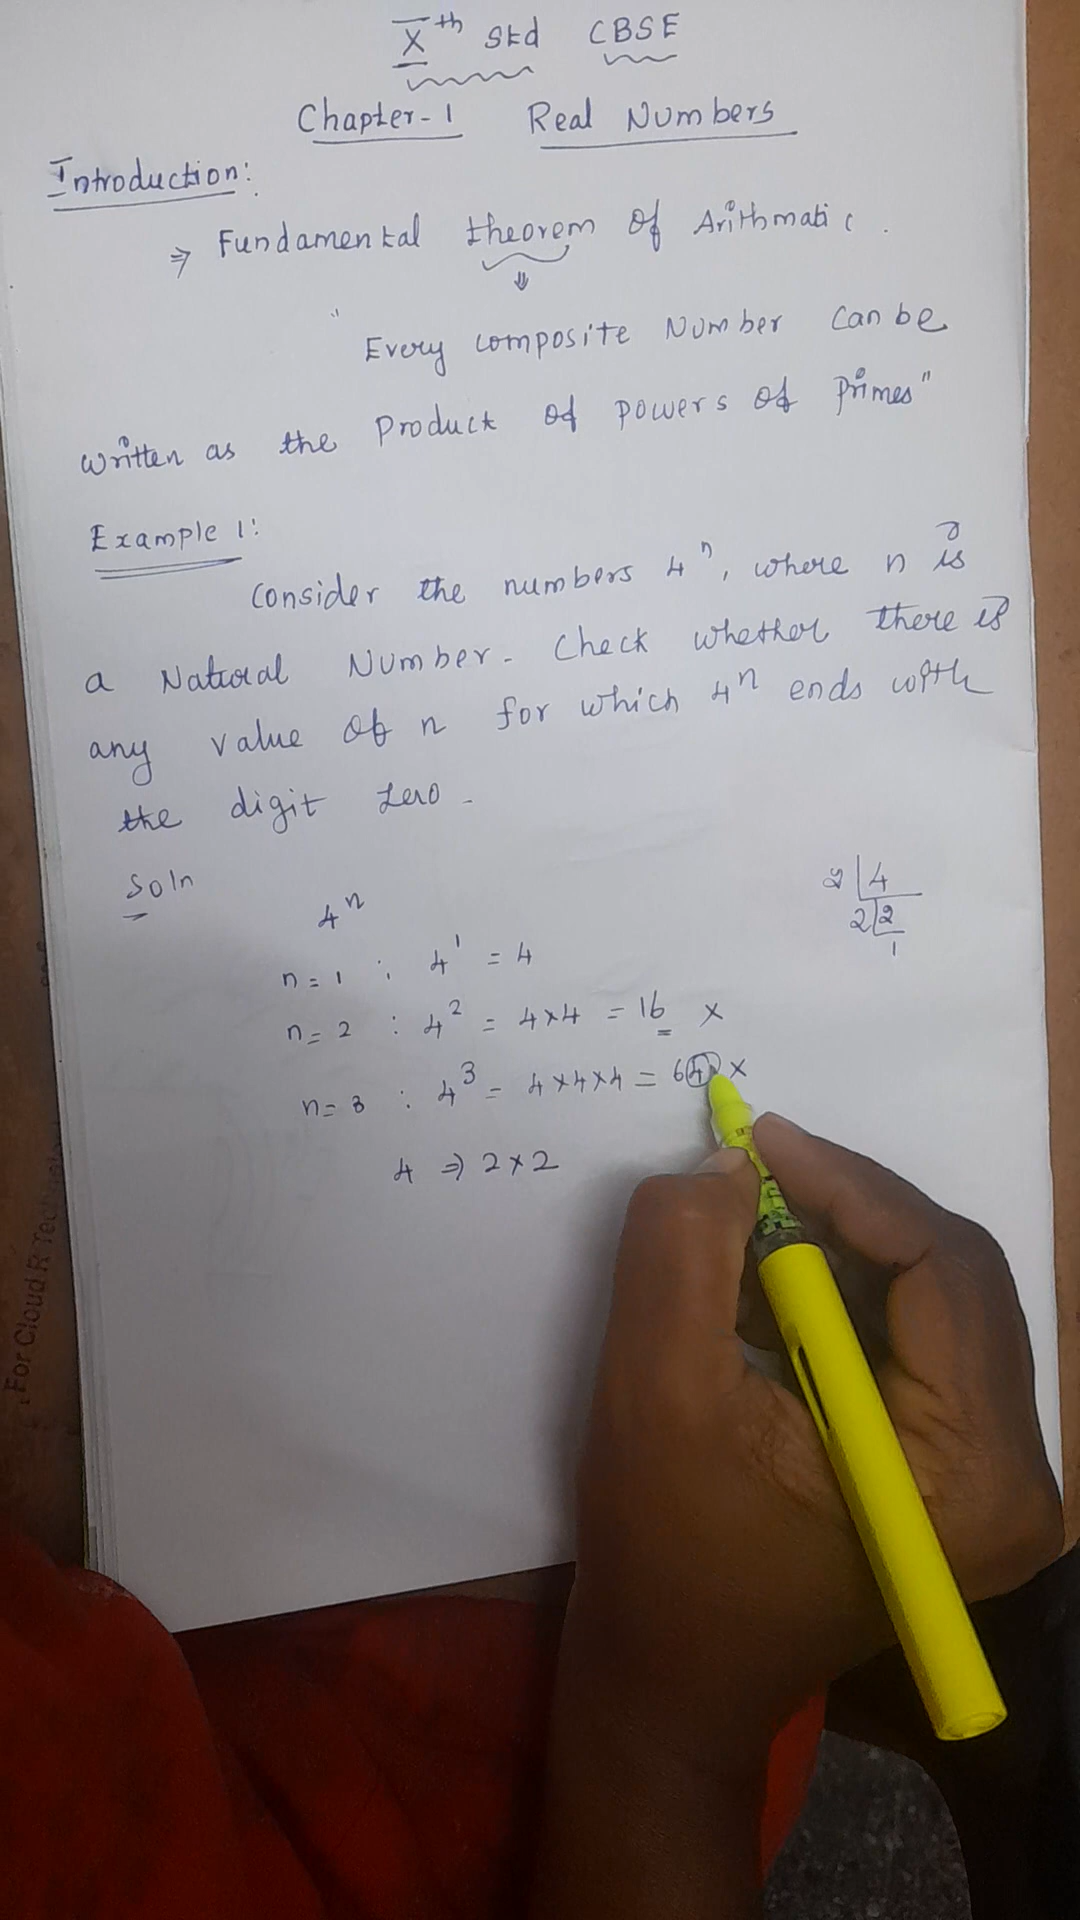 Xth Std CBSE
Chapter-1 Real Numbers
Introduction:
⇒ Fundamental theorem of Arithmatic.
⇓
"Every composite Number can be
written as the Product of powers of Primes"
Example 1:
Consider the numbers 4ⁿ, where n is
a Natural Number. Check whether there is
any value of n for which 4ⁿ ends with
the digit zero.
Soln
4ⁿ
2 | 4
2 | 2
1
n = 1 : 4¹ = 4
n = 2 : 4² = 4×4 = 16 ×
n = 3 : 4³ = 4×4×4 = 64 ×
4 ⇒ 2×2
For Cloud R